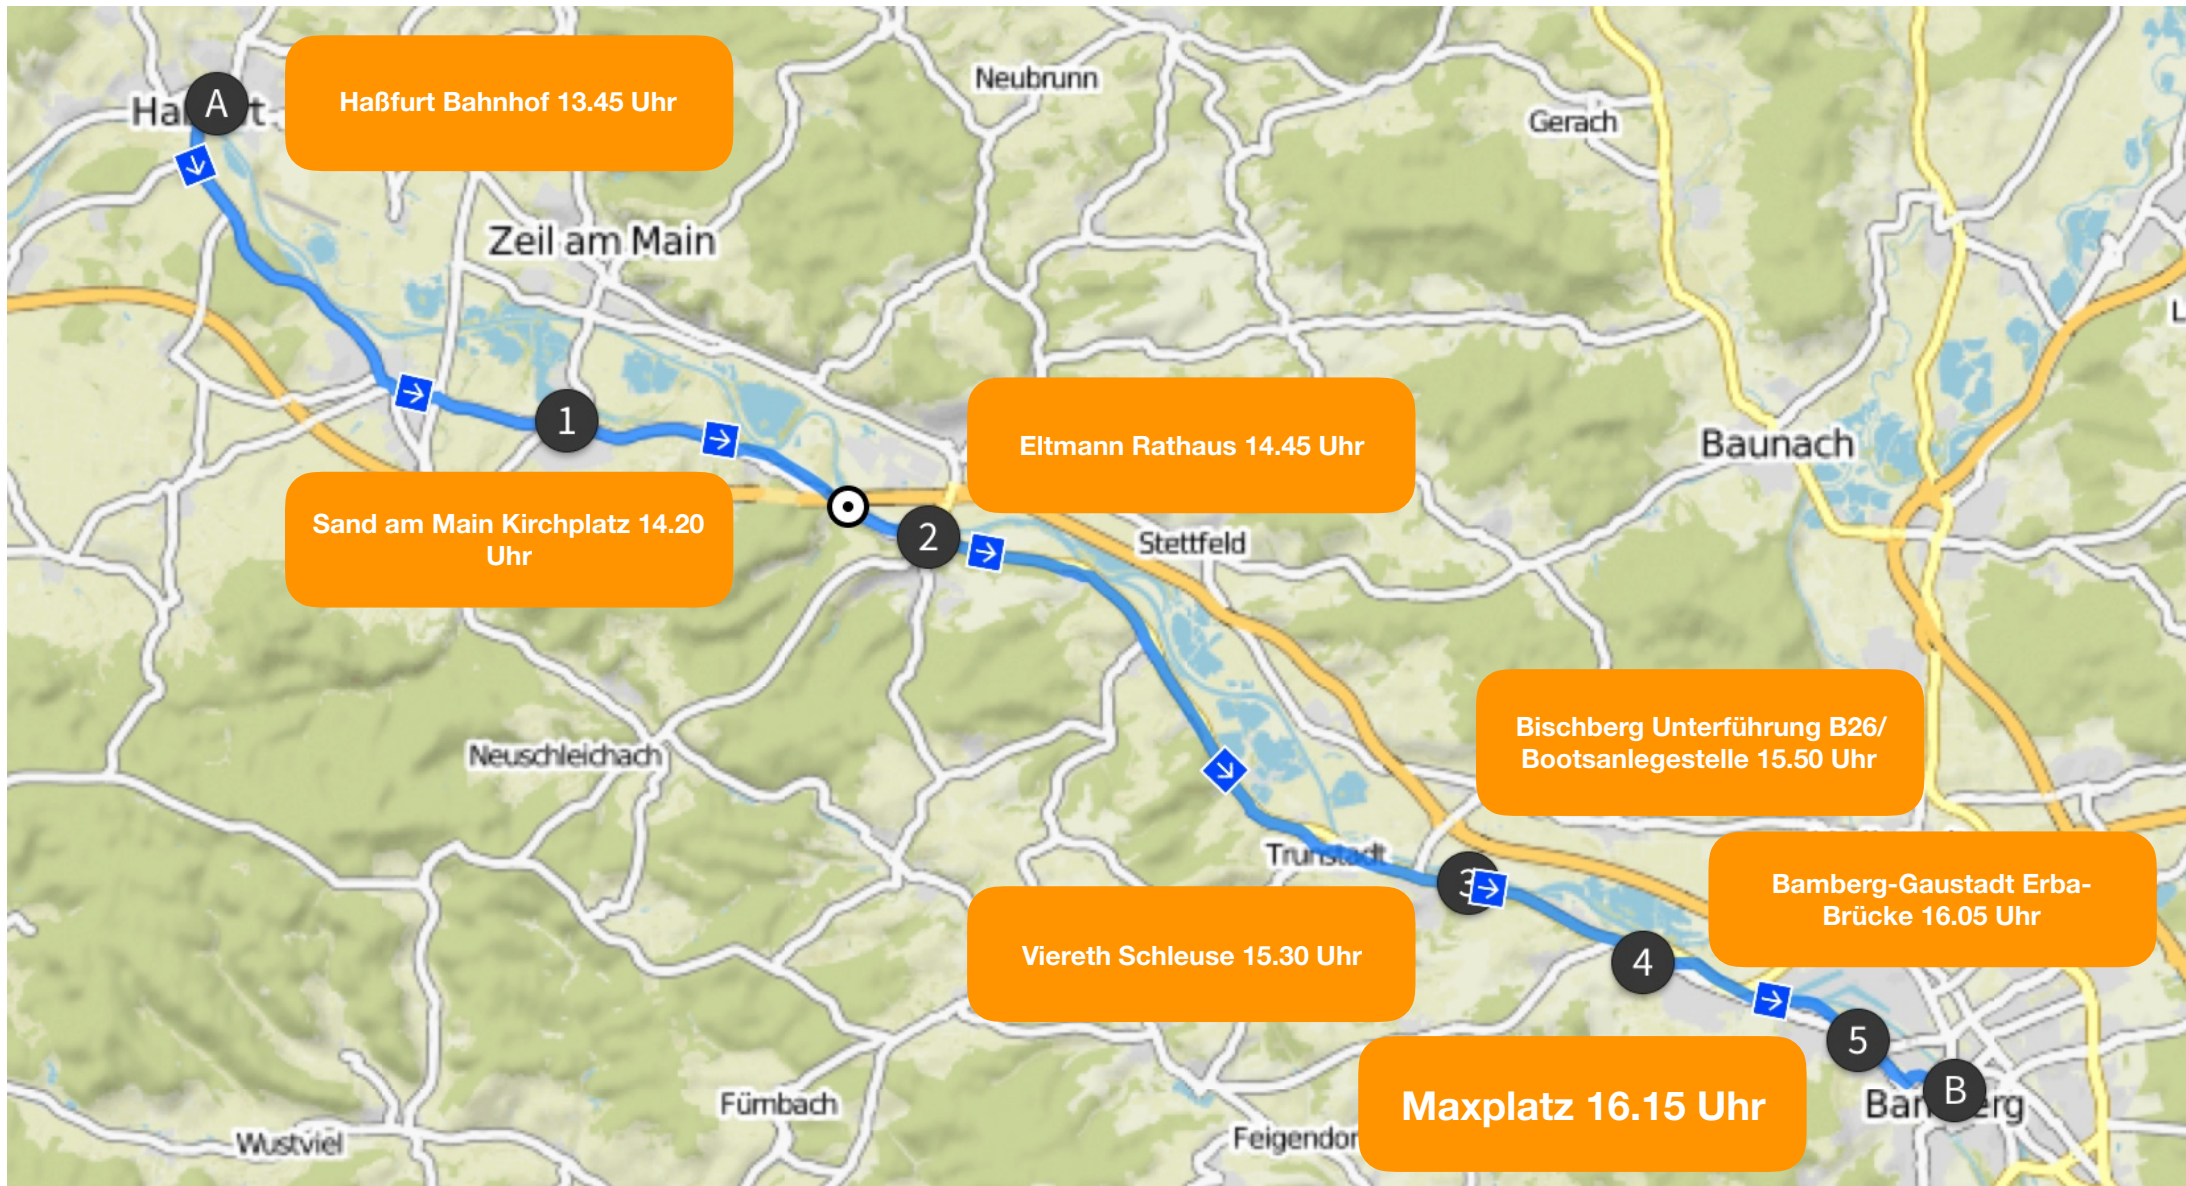 Neubrunn
Haßfurt Bahnhof 13.45 Uhr
A
Gerach
Zeil am Main
1
Eltmann Rathaus 14.45 Uhr
Baunach
Sand am Main Kirchplatz 14.20
Uhr
2
Stettfeld
Bischberg Unterführung B26/
Bootsanlegestelle 15.50 Uhr
Neuschleichach
Trunstadt
3
Bamberg-Gaustadt Erba-
Brücke 16.05 Uhr
Viereth Schleuse 15.30 Uhr
4
5
B
Maxplatz 16.15 Uhr
Fürnbach
Wustviel